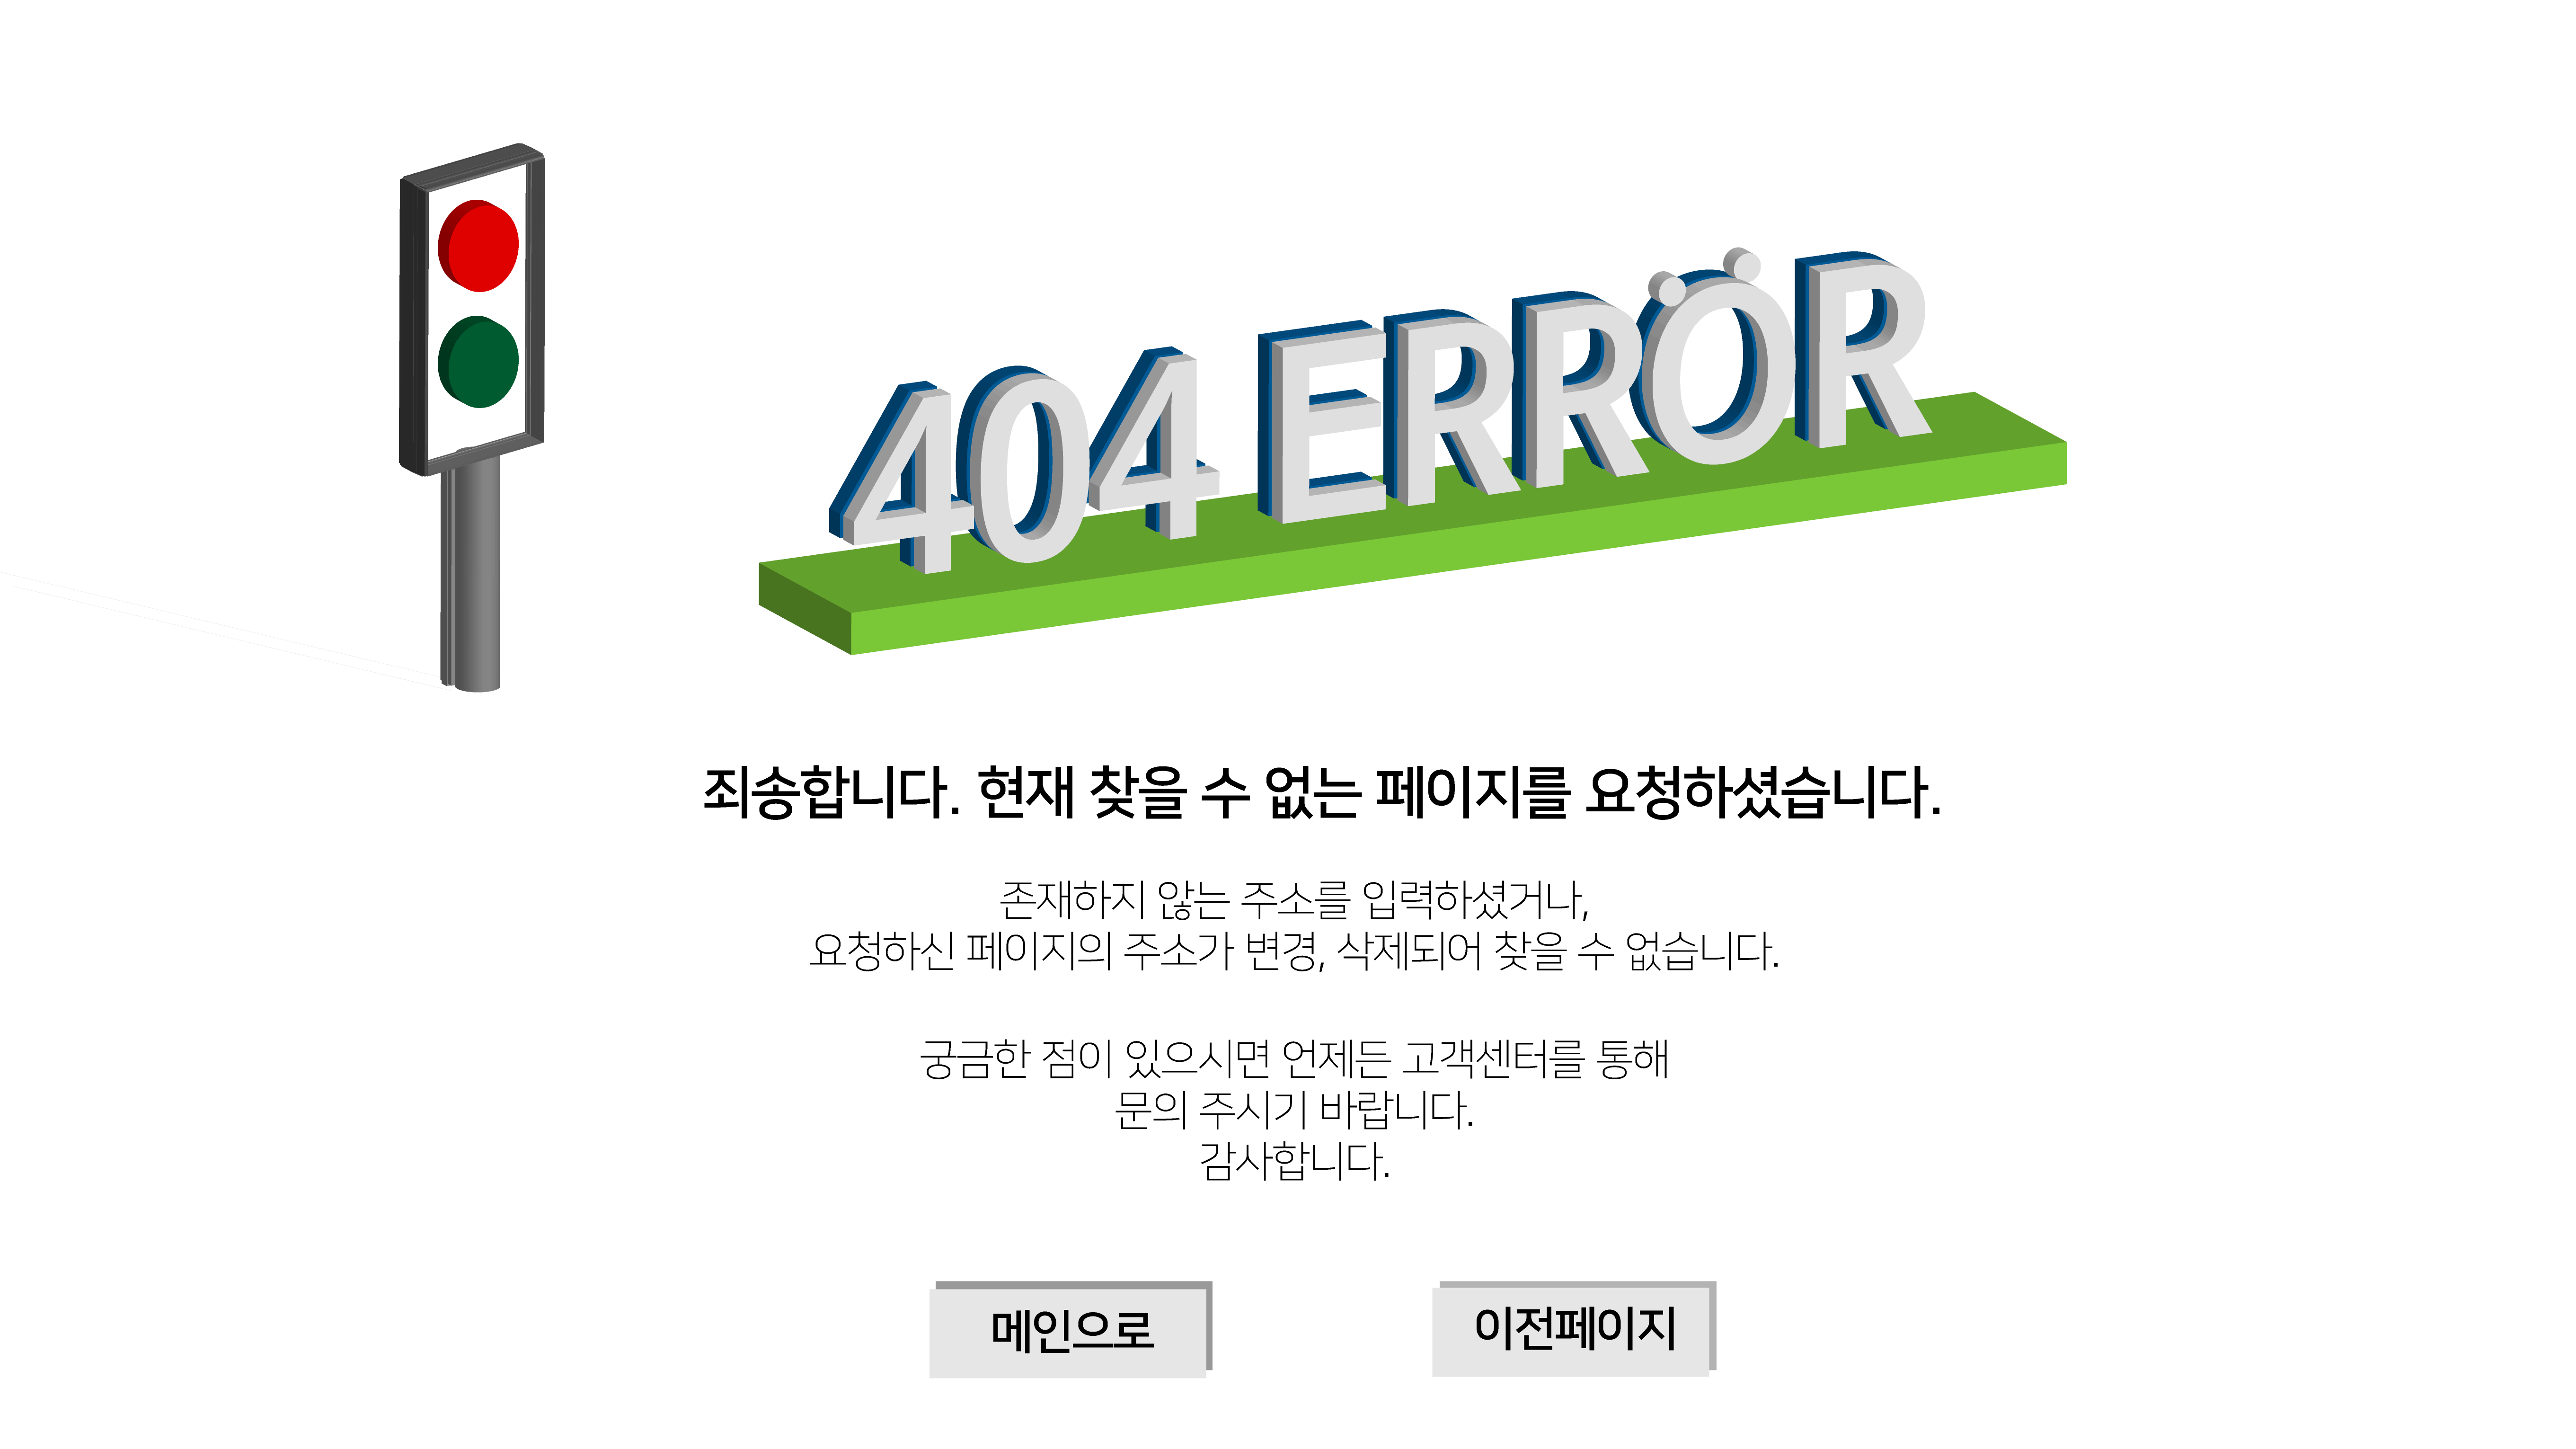 404 ERRÖR
죄송합니다. 현재 찾을 수 없는 페이지를 요청하셨습니다.
존재하지 않는 주소를 입력하셨거나,
요청하신 페이지의 주소가 변경, 삭제되어 찾을 수 없습니다.
궁금한 점이 있으시면 언제든 고객센터를 통해
문의 주시기 바랍니다.
감사합니다.
메인으로
이전페이지